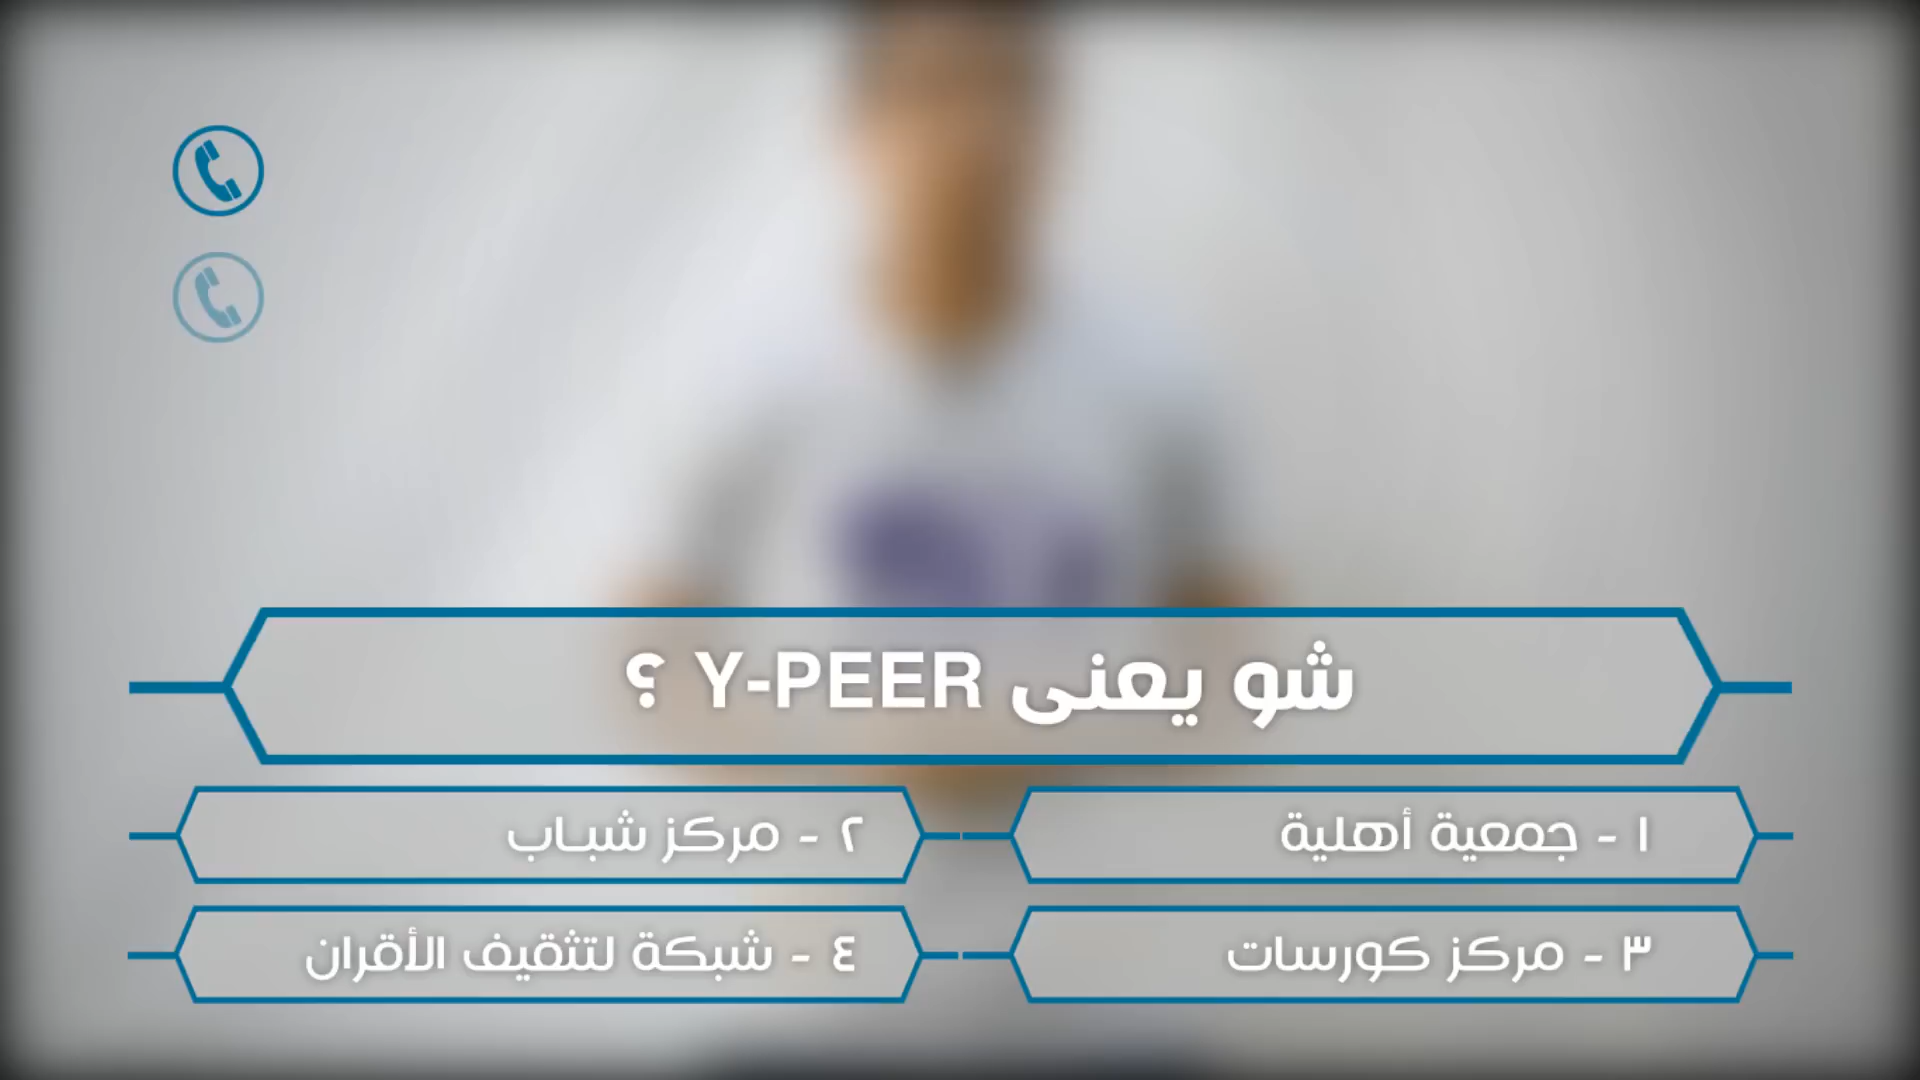 شو يعنى Y-PEER ؟
١ - جمعية أهلية
٢ - مركز شباب
٣ - مركز كورسات
٤ - شبكة لتثقيف الأقران